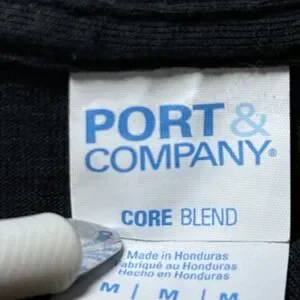 PORT &
COMPANY®
CORE BLEND
Made in Honduras
Fabriqué au Honduras
Hecho en Honduras
M / M / M